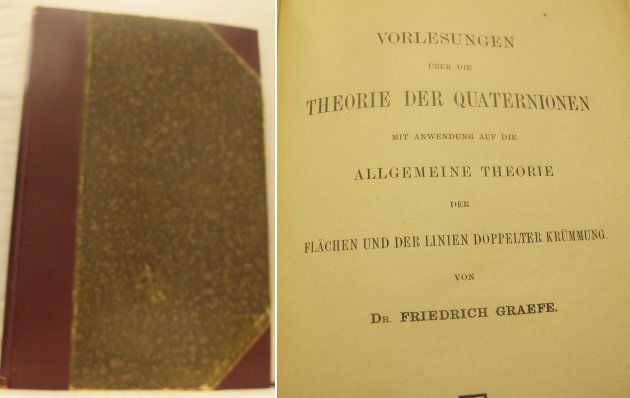 VORLESUNGEN
ÜBER DIE
THEORIE DER QUATERNIONEN
MIT ANWENDUNG AUF DIE
ALLGEMEINE THEORIE
DER
FLÄCHEN UND DER LINIEN DOPPELTER KRÜMMUNG.
VON
DR. FRIEDRICH GRAEFE.